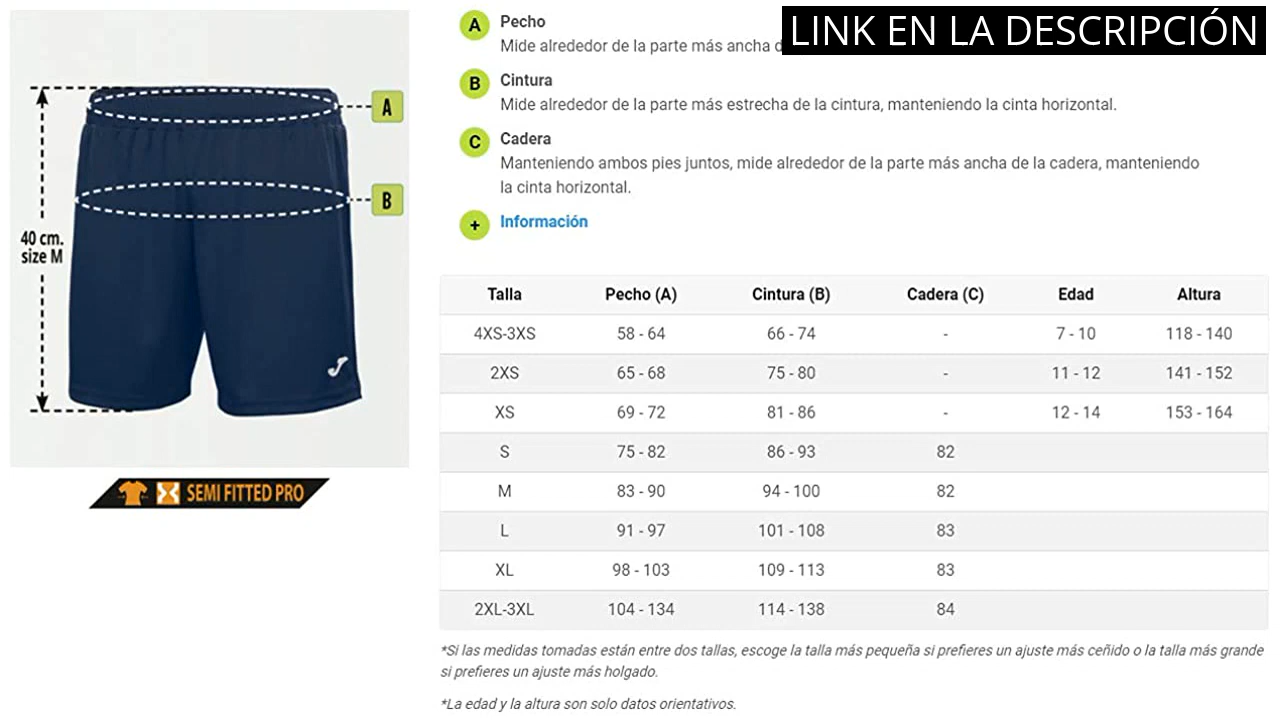 LINK EN LA DESCRIPCIÓN
A
B
40 cm.
size M
SEMI FITTED PRO
A Pecho
Mide alrededor de la parte más ancha
B Cintura
Mide alrededor de la parte más estrecha de la cintura, manteniendo la cinta horizontal.
C Cadera
Manteniendo ambos pies juntos, mide alrededor de la parte más ancha de la cadera, manteniendo
la cinta horizontal.
+ Información
Talla Pecho (A) Cintura (B) Cadera (C) Edad Altura
4XS-3XS 58 - 64 66 - 74 - 7 - 10 118 - 140
2XS 65 - 68 75 - 80 - 11 - 12 141 - 152
XS 69 - 72 81 - 86 - 12 - 14 153 - 164
S 75 - 82 86 - 93 82
M 83 - 90 94 - 100 82
L 91 - 97 101 - 108 83
XL 98 - 103 109 - 113 83
2XL-3XL 104 - 134 114 - 138 84
*Si las medidas tomadas están entre dos tallas, escoge la talla más pequeña si prefieres un ajuste más ceñido o la talla más grande
si prefieres un ajuste más holgado.
*La edad y la altura son solo datos orientativos.